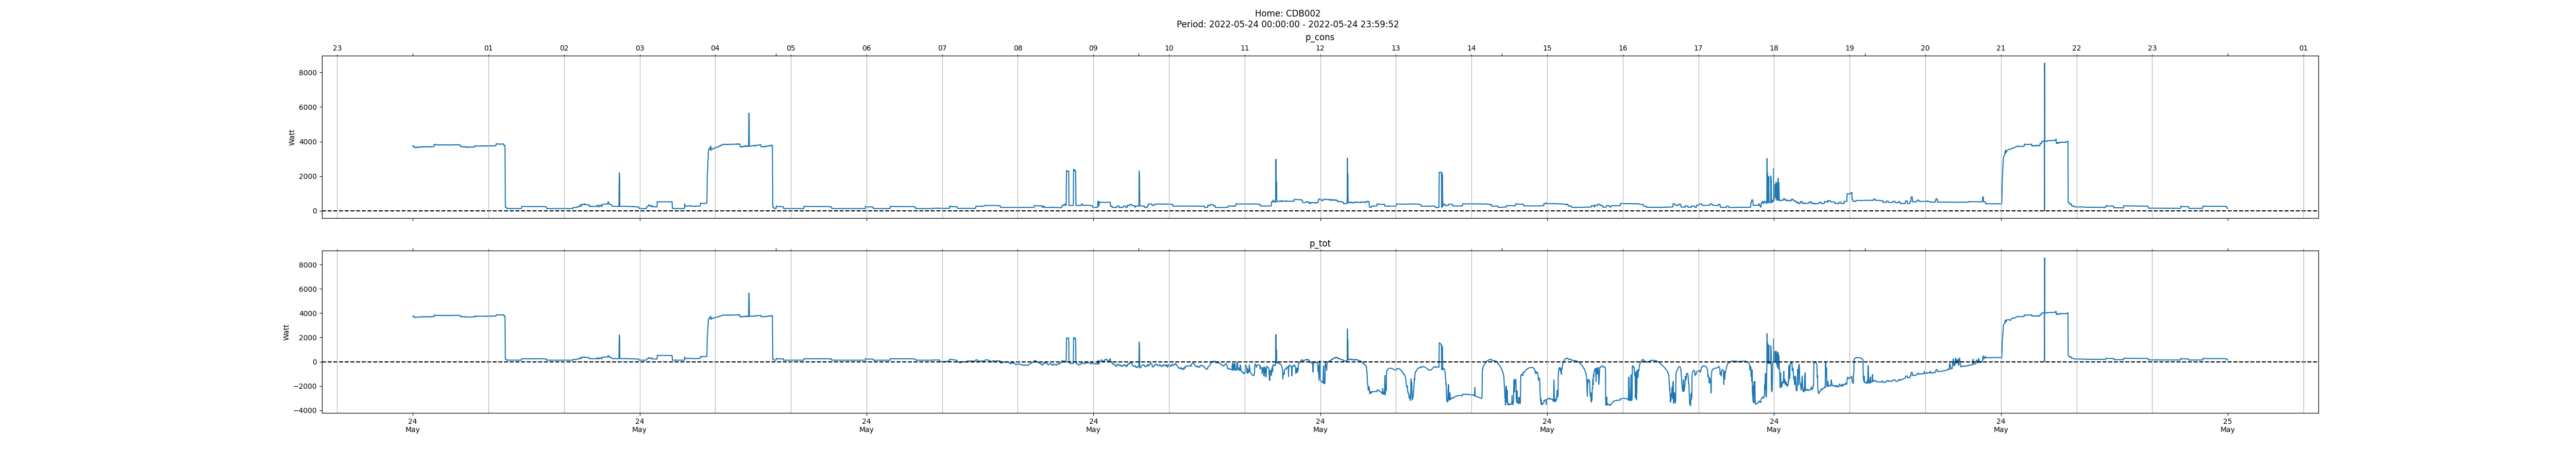 Home: CDB002
Period: 2022-05-24 00:00:00 - 2022-05-24 23:59:52
p_cons
23 01 02 03 04 05 06 07 08 09 10 11 12 13 14 15 16 17 18 19 20 21 22 23 01
8000
6000
4000
2000
0
Watt
p_tot
8000
6000
4000
2000
0
−2000
−4000
Watt
24 24 24 24 24 24 24 24 25
May May May May May May May May May